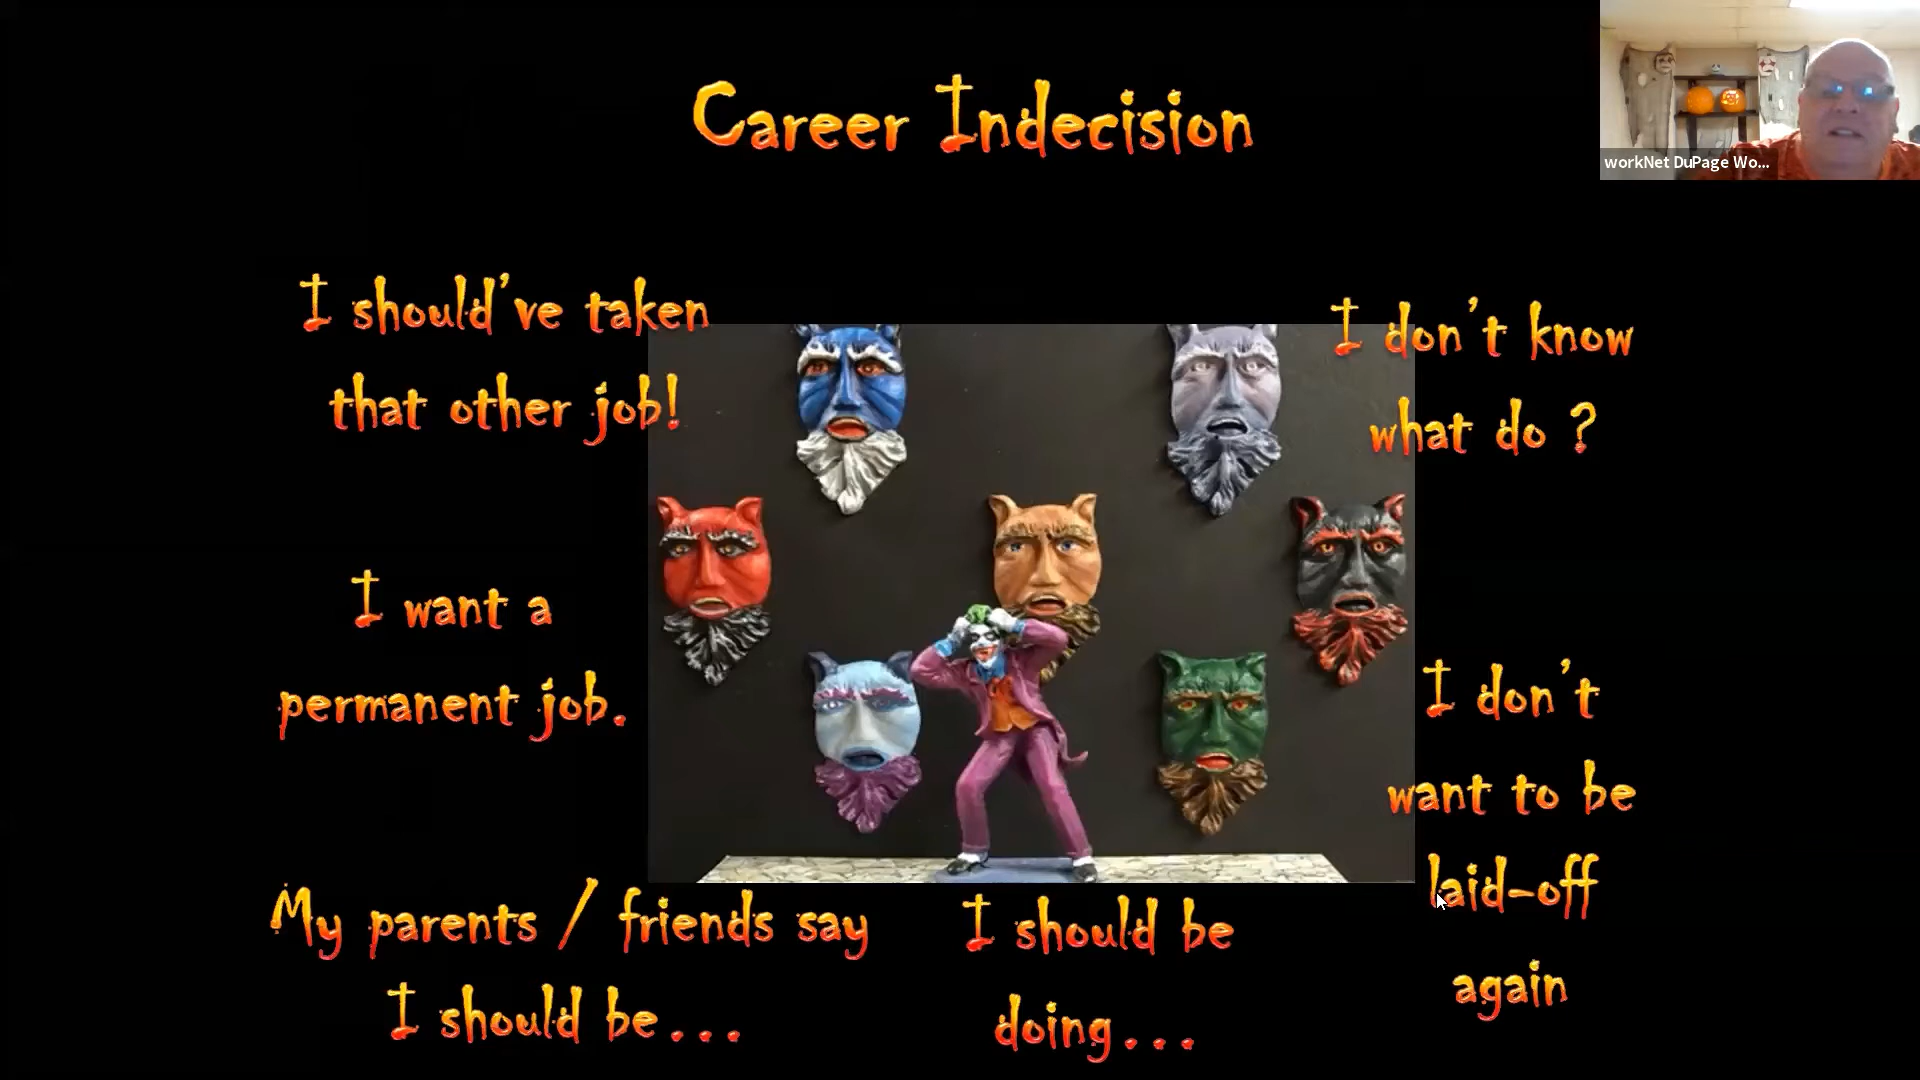 Career Indecision
workNet DuPage Wo...
I should've taken
that other job!
I don't know
what do ?
I want a
permanent job.
I don't
want to be
laid-off
again
My parents / friends say
I should be...
I should be
doing...